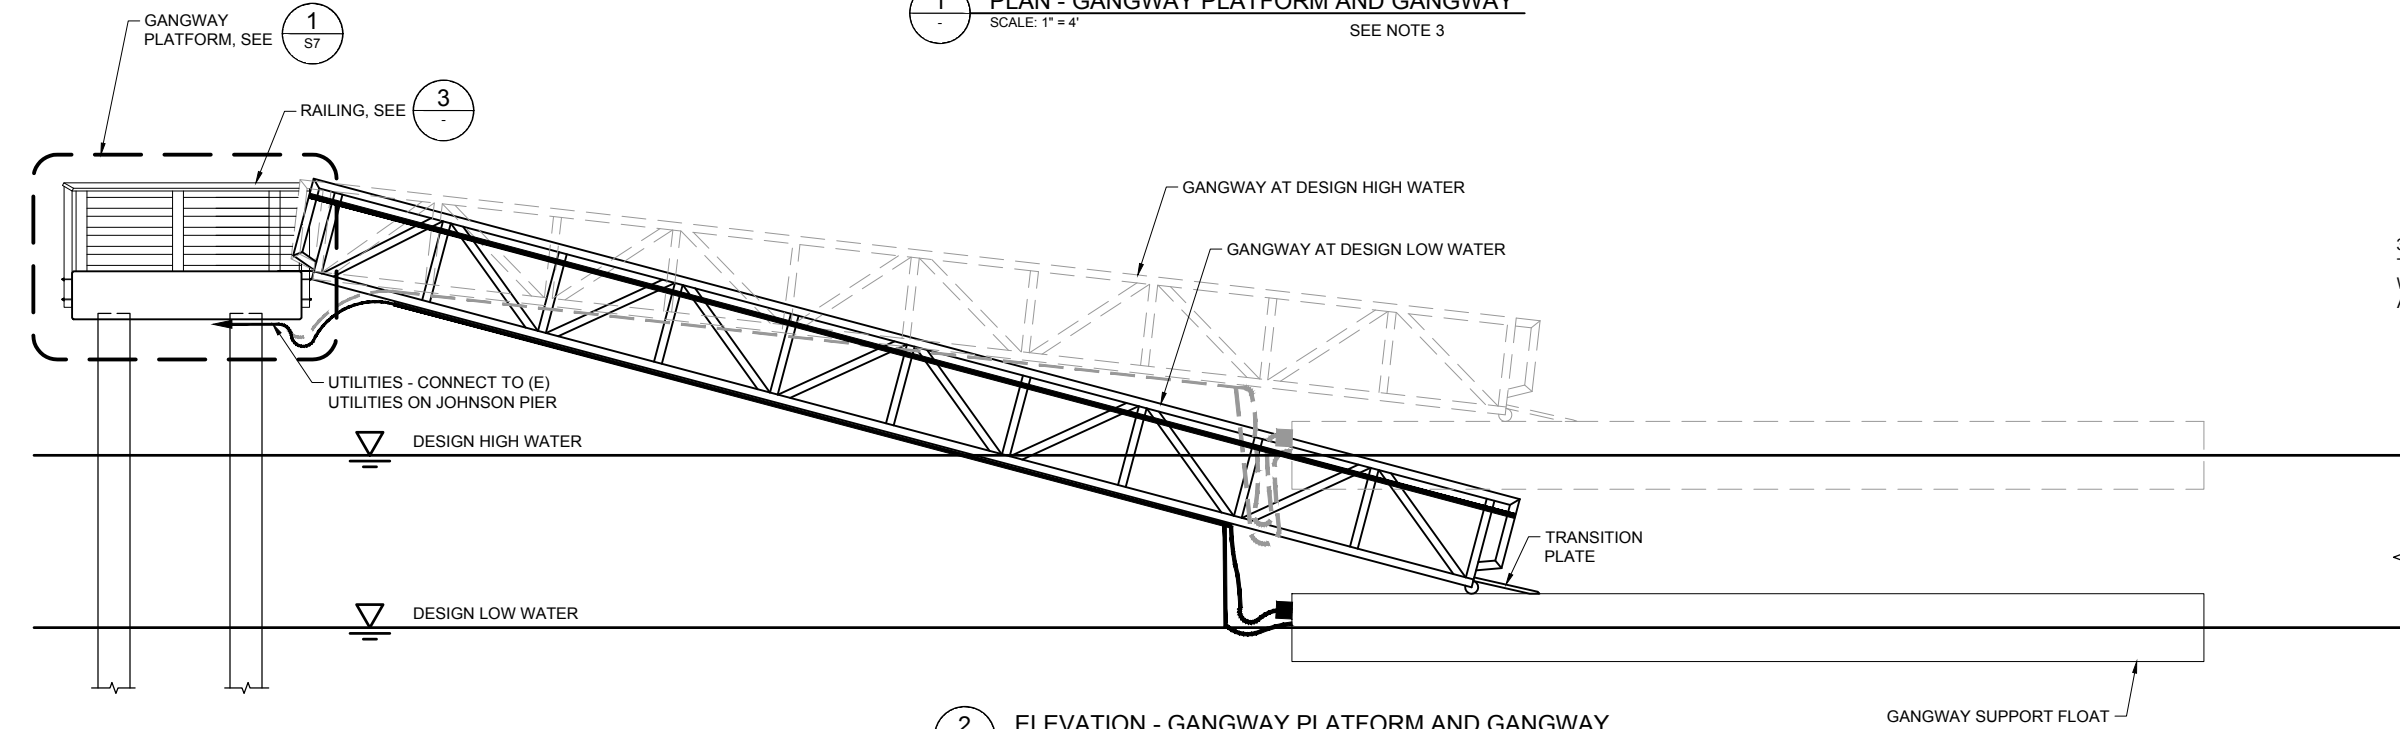 1
-
PLAN - GANGWAY PLATFORM AND GANGWAY
SCALE: 1" = 4'
SEE NOTE 3
GANGWAY
PLATFORM, SEE
1
S7
RAILING, SEE
3
-
GANGWAY AT DESIGN HIGH WATER
GANGWAY AT DESIGN LOW WATER
UTILITIES - CONNECT TO (E)
UTILITIES ON JOHNSON PIER
DESIGN HIGH WATER
TRANSITION
PLATE
DESIGN LOW WATER
GANGWAY SUPPORT FLOAT
2
ELEVATION - GANGWAY PLATFORM AND GANGWAY